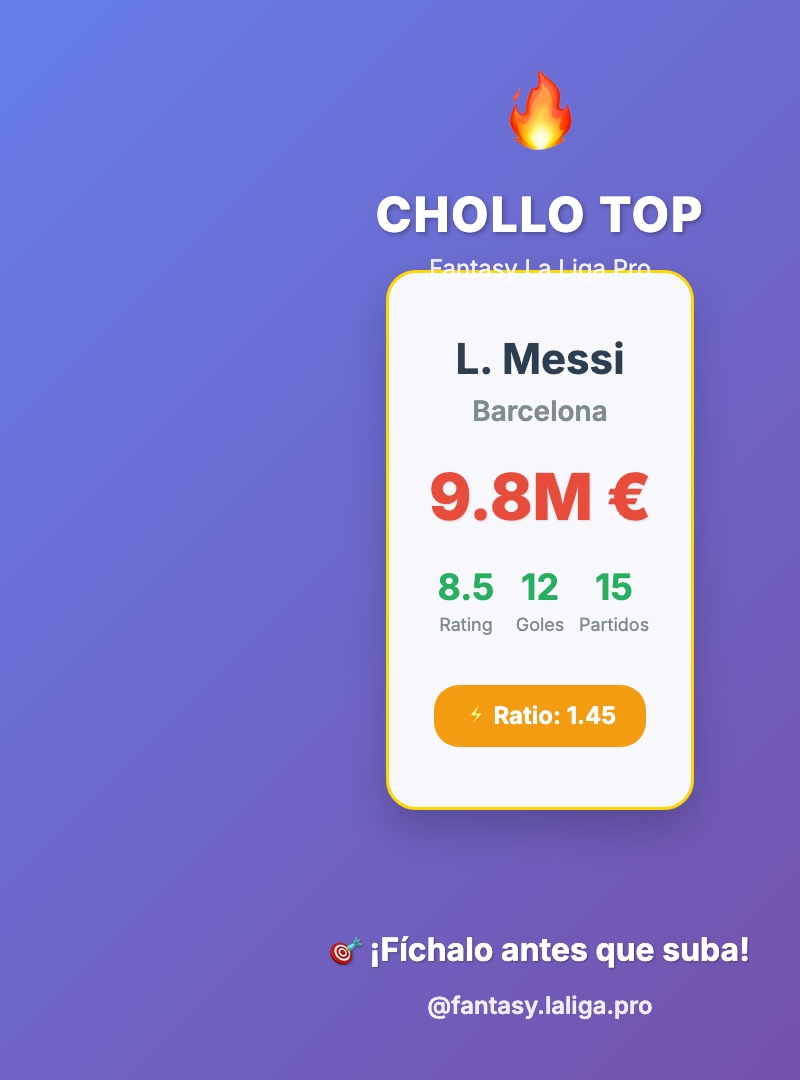 CHOLLO TOP
Fantasy La Liga Pro
L. Messi
Barcelona
9.8M €
8.5 12 15
Rating Goles Partidos
⚡ Ratio: 1.45
🎯 ¡Fíchalo antes que suba!
@fantasy.laliga.pro